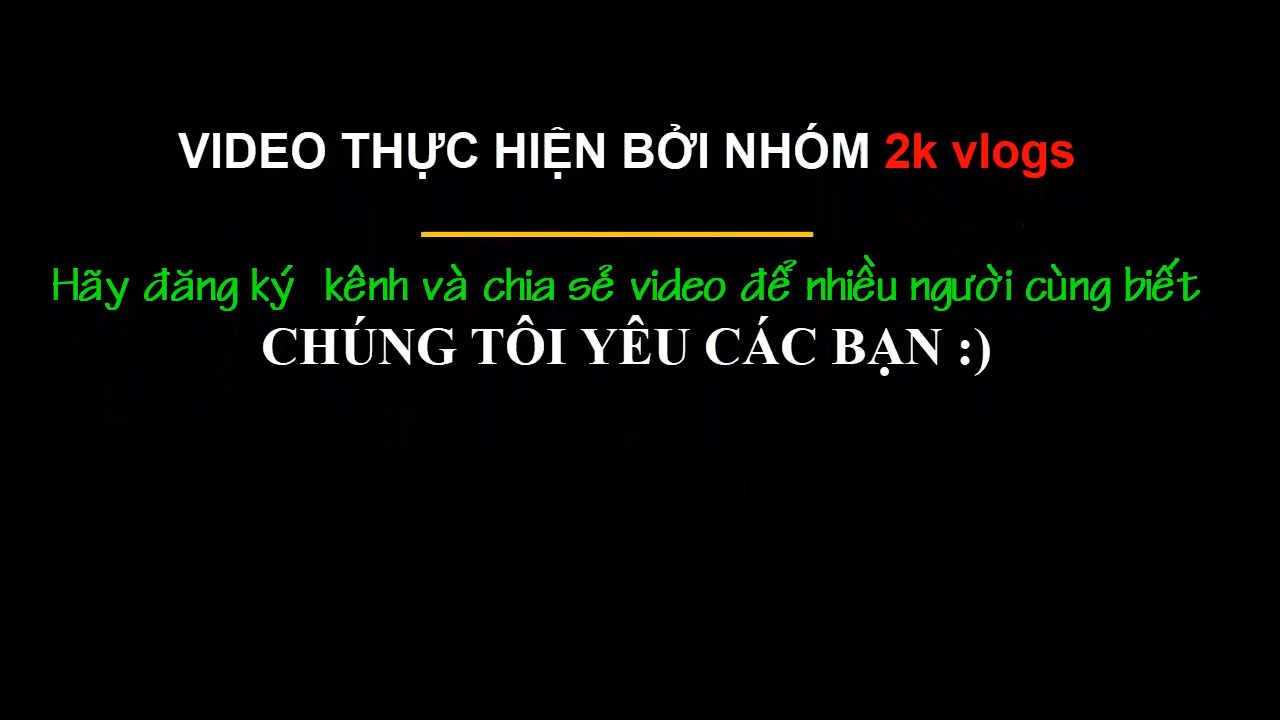 VIDEO THỰC HIỆN BỞI NHÓM 2k vlogs
Hãy đăng ký kênh và chia sẻ video để nhiều người cùng biết
CHÚNG TÔI YÊU CÁC BẠN :)